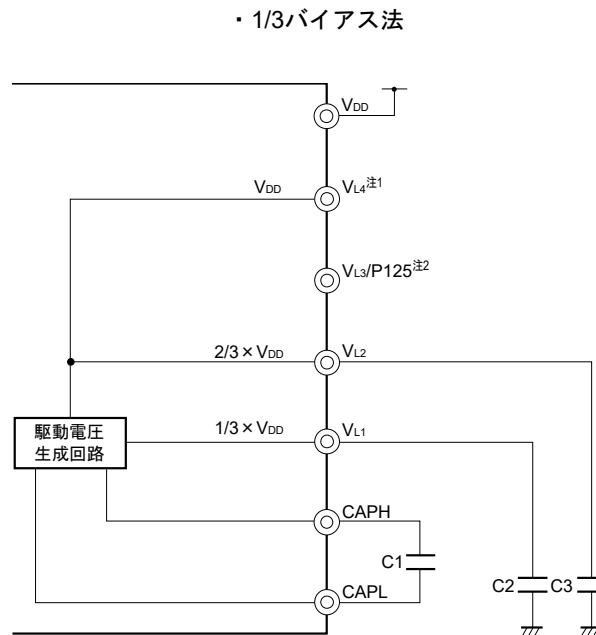 ・1/3バイアス法
VDD
VDD
VL4注1
VL3/P125注2
2/3×VDD
VL2
駆動電圧
生成回路
1/3×VDD
VL1
CAPH
C1
C2
C3
CAPL